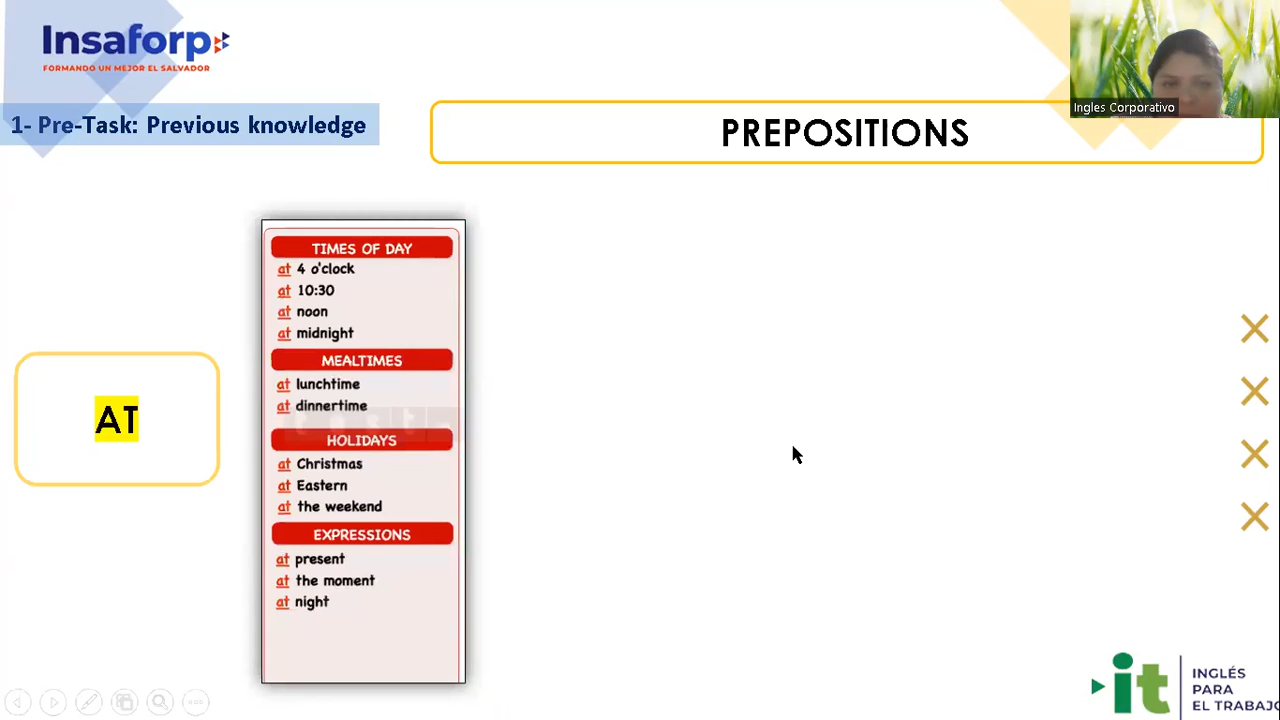 Insaforp
FORMANDO UN MEJOR EL SALVADOR
Ingles Corporativo
1- Pre-Task: Previous knowledge
PREPOSITIONS
AT
TIMES OF DAY
at 4 o'clock
at 10:30
at noon
at midnight
MEALTIMES
at lunchtime
at dinnertime
HOLIDAYS
at Christmas
at Eastern
at the weekend
EXPRESSIONS
at present
at the moment
at night
it
INGLÉS
PARA
EL TRABAJO